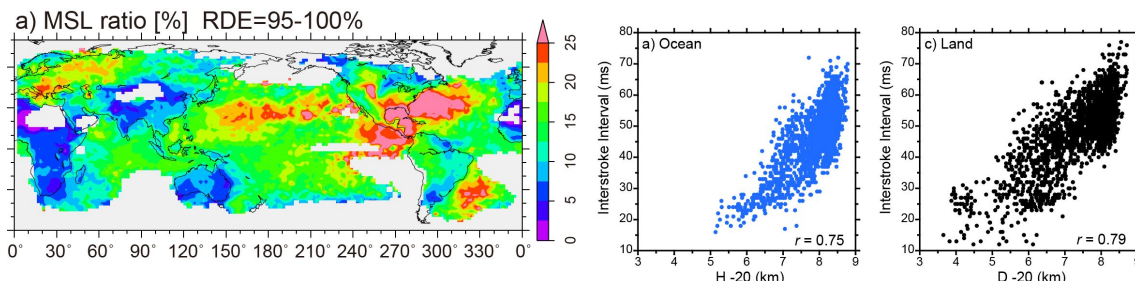 a) MSL ratio [%]  RDE=95-100%
25
20
15
10
5
0
0 30 60 90 120 150 180 210 240 270 300 330 0
a) Ocean
Interstroke Interval (ms)
80
70
60
50
40
30
20
10
r = 0.75
3 4 5 6 7 8 9
H -20 (km)
c) Land
Interstroke Interval (ms)
80
70
60
50
40
30
20
10
r = 0.79
3 4 5 6 7 8 9
D -20 (km)